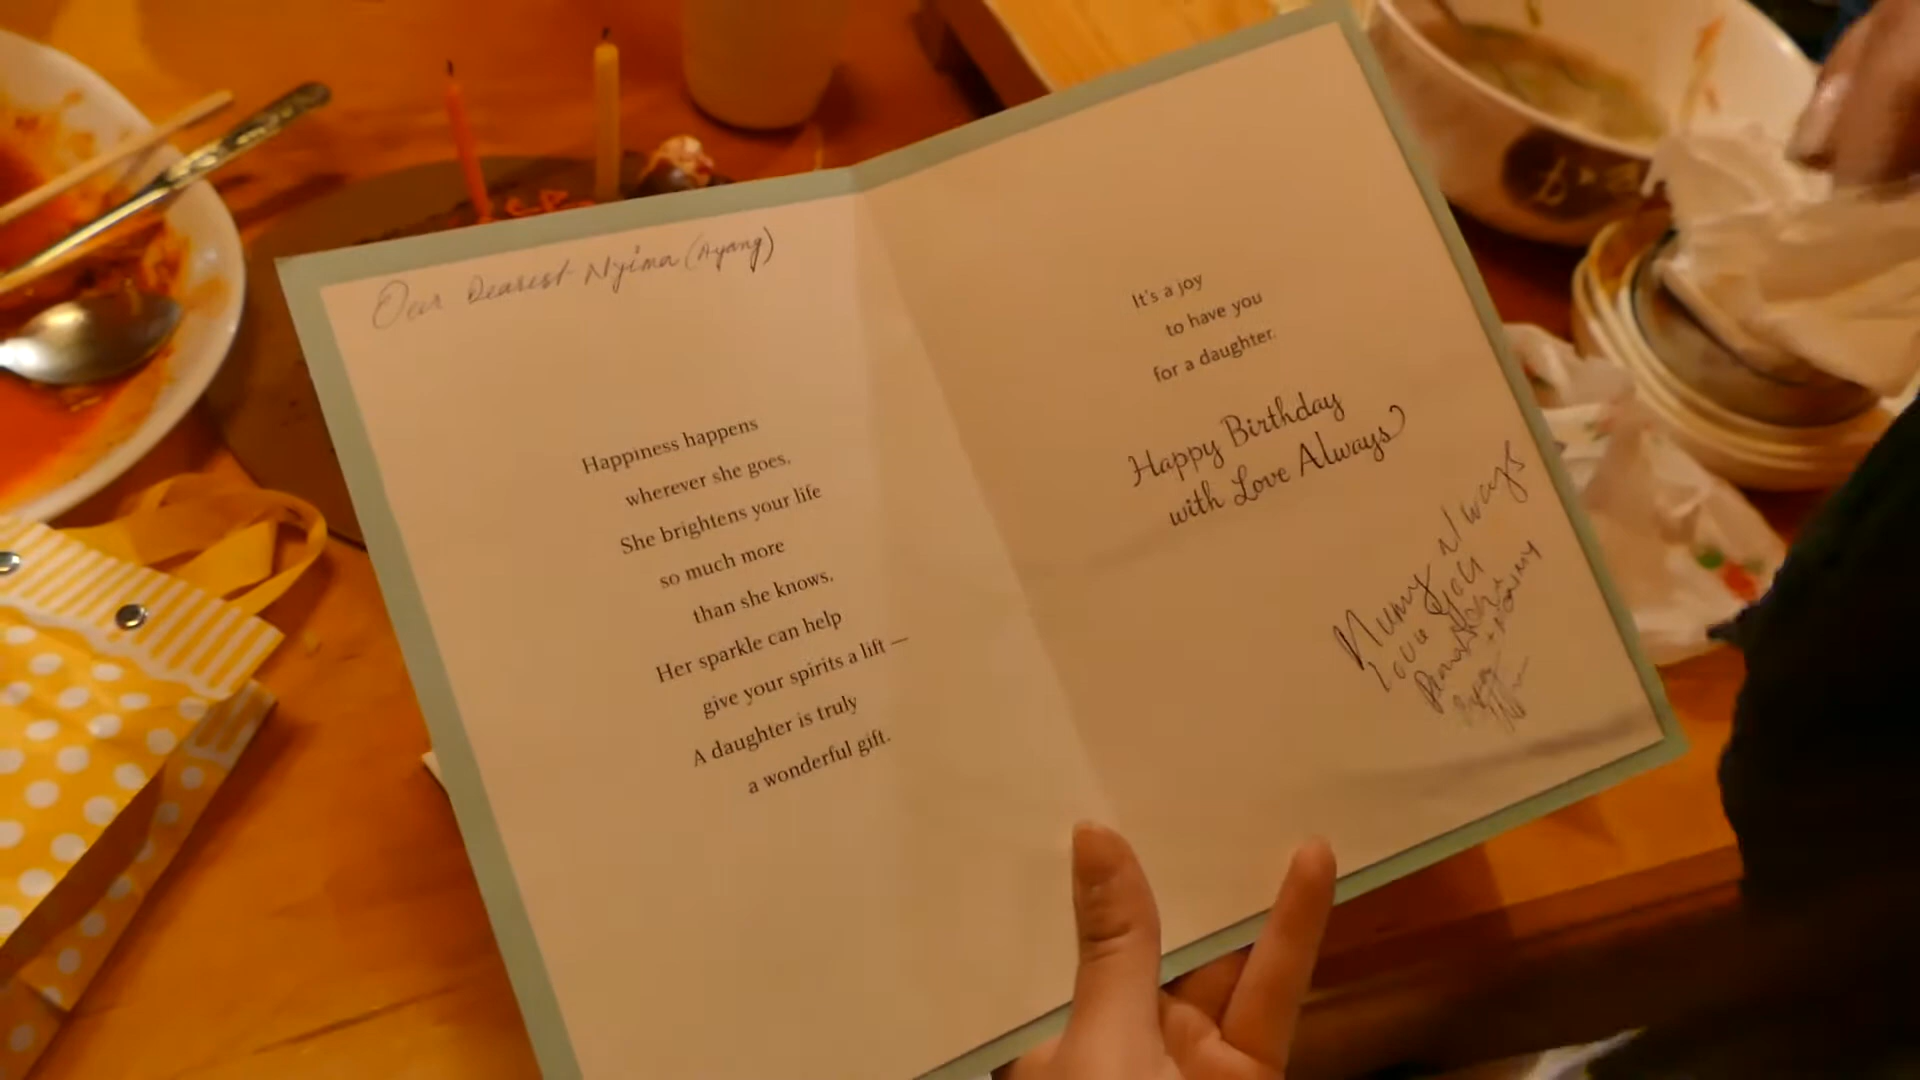 Our Dearest Nyima (Ayang)
Happiness happens
wherever she goes,
She brightens your life
so much more
than she knows,
Her sparkle can help
give your spirits a lift —
A daughter is truly
a wonderful gift.
It's a joy
to have you
for a daughter.
Happy Birthday
with Love Always
Always
Love You